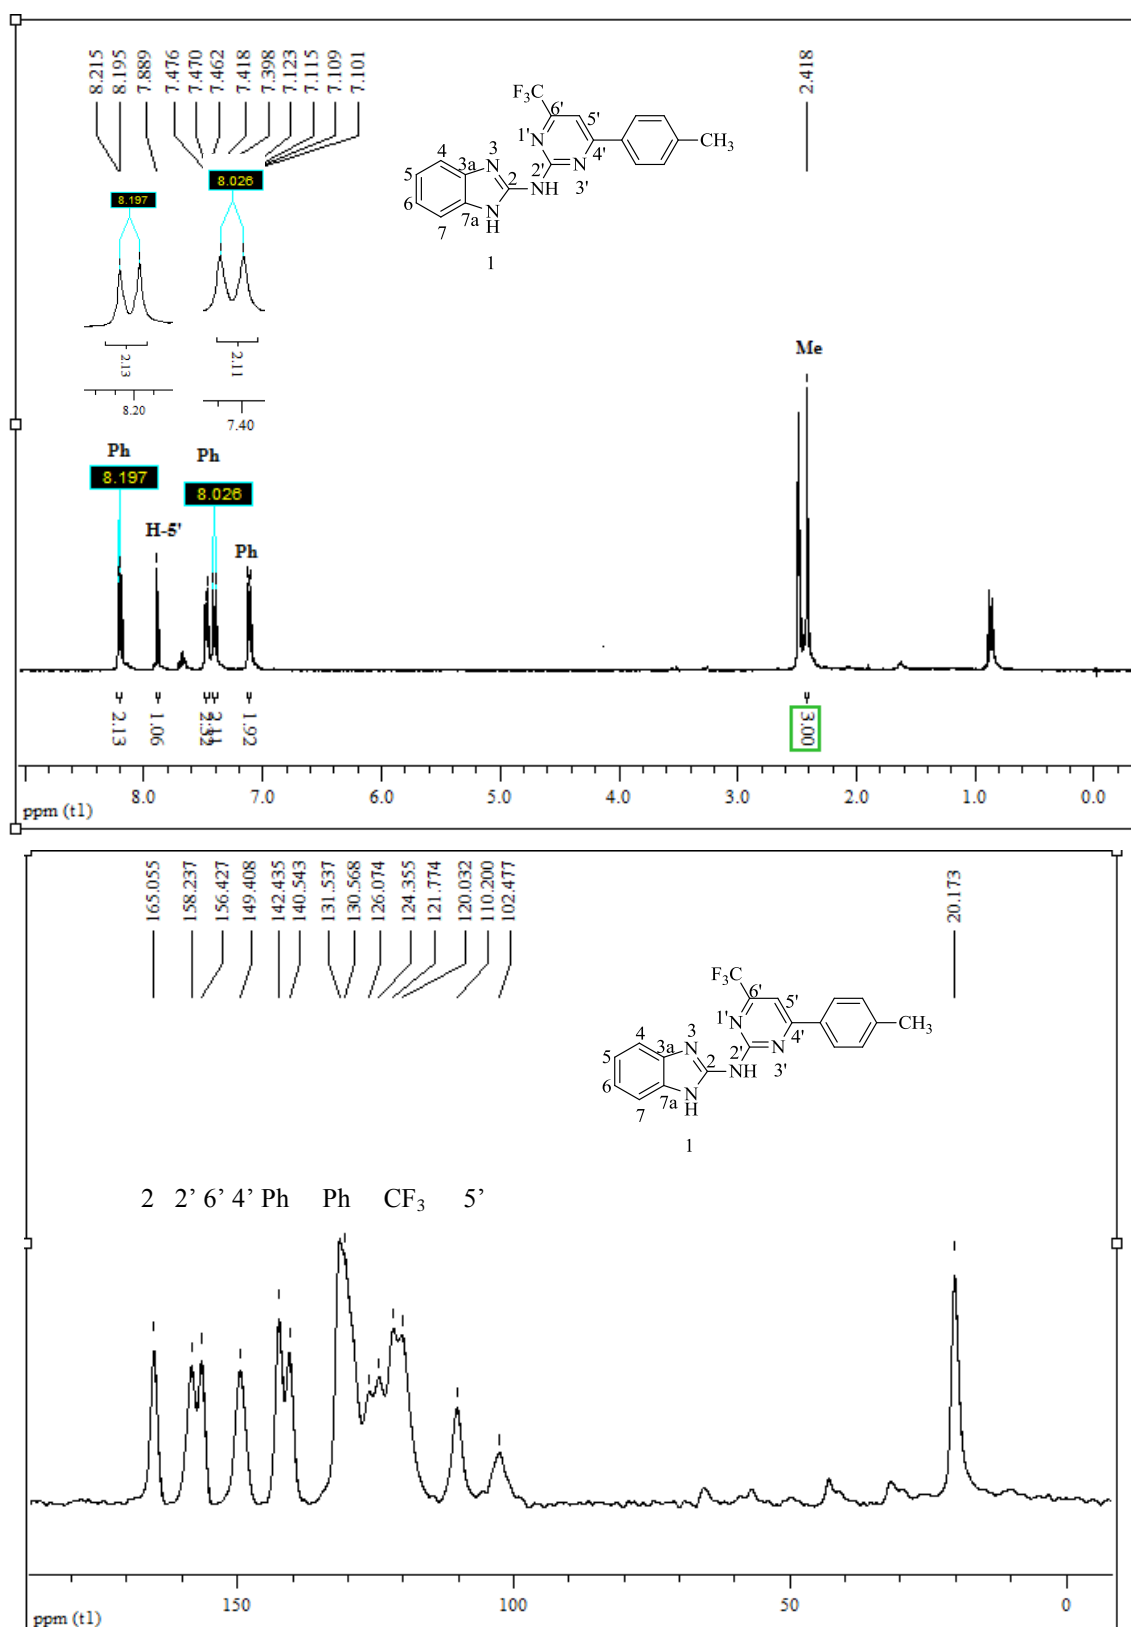 8.215
8.195
7.889
7.476
7.470
7.462
7.418
7.398
7.123
7.115
7.109
7.101
2.418
F3C
6'
5'
1'N
4'
CH3
4
3
N
2'
N
3'
5
3a
2
NH
6
7a
N
H
7
1
8.197
8.026
2.13
2.11
8.20
7.40
Me
Ph
Ph
8.197
8.026
H-5'
Ph
2.13
1.06
2.32
2.11
1.92
3.00
8.0
7.0
6.0
5.0
4.0
3.0
2.0
1.0
0.0
ppm (t1)
165.055
158.237
156.427
149.408
142.435
140.543
131.537
130.568
126.074
124.355
121.774
120.032
110.200
102.477
20.173
F3C
6'
5'
1'N
4'
CH3
4
3
N
2'
N
3'
5
3a
2
NH
6
7a
N
H
7
1
2 2’ 6’ 4’ Ph Ph CF3 5’
150
100
50
0
ppm (t1)